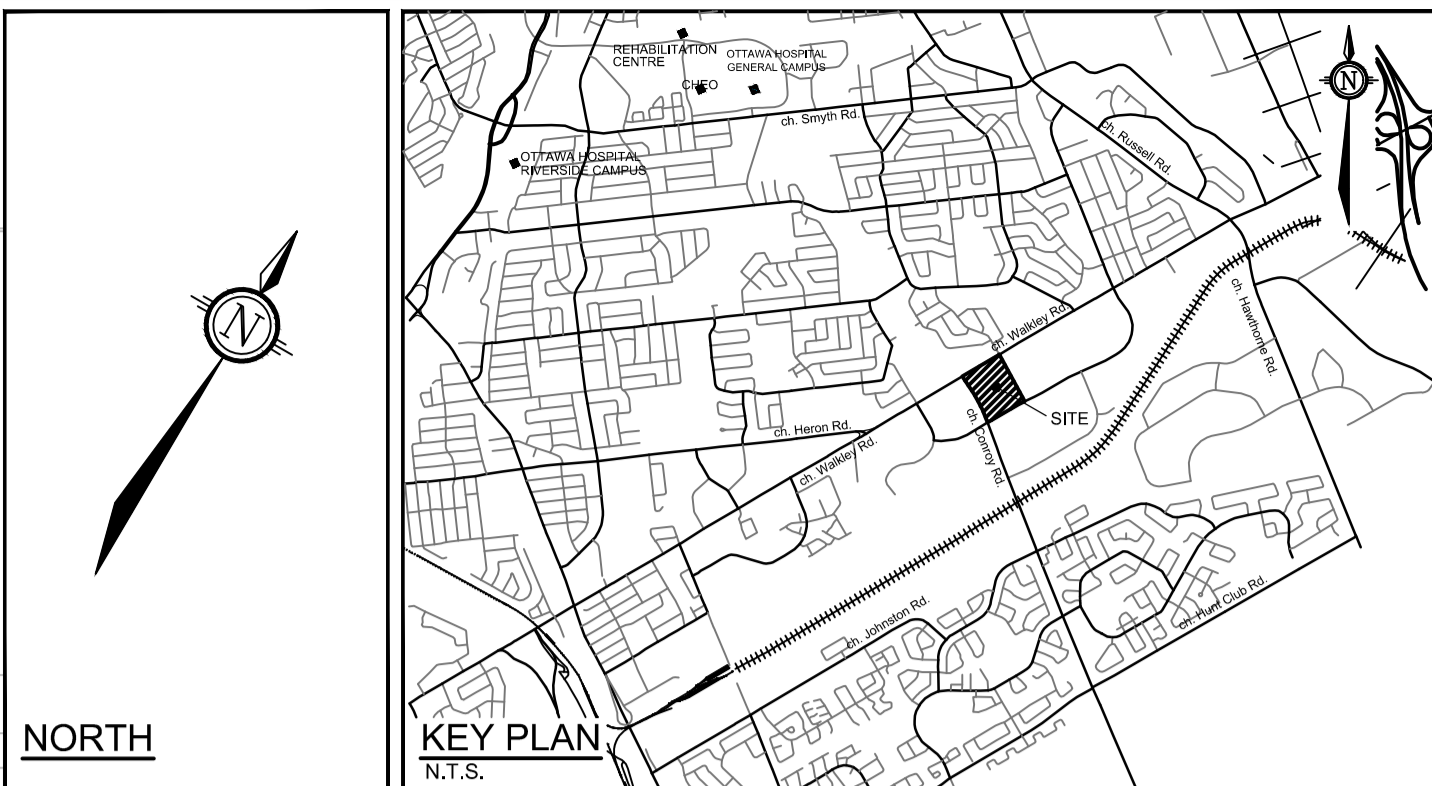 N
NORTH
REHABILITATION
CENTRE
OTTAWA HOSPITAL
GENERAL CAMPUS
CHEO
N
ch. Smyth Rd.
ch. Russell Rd.
OTTAWA HOSPITAL
RIVERSIDE CAMPUS
ch. Hawthorne Rd.
ch. Walkley Rd.
SITE
ch. Heron Rd.
ch. Walkley Rd.
ch. Conroy Rd.
ch. Johnston Rd.
ch. Hunt Club Rd.
KEY PLAN
N.T.S.